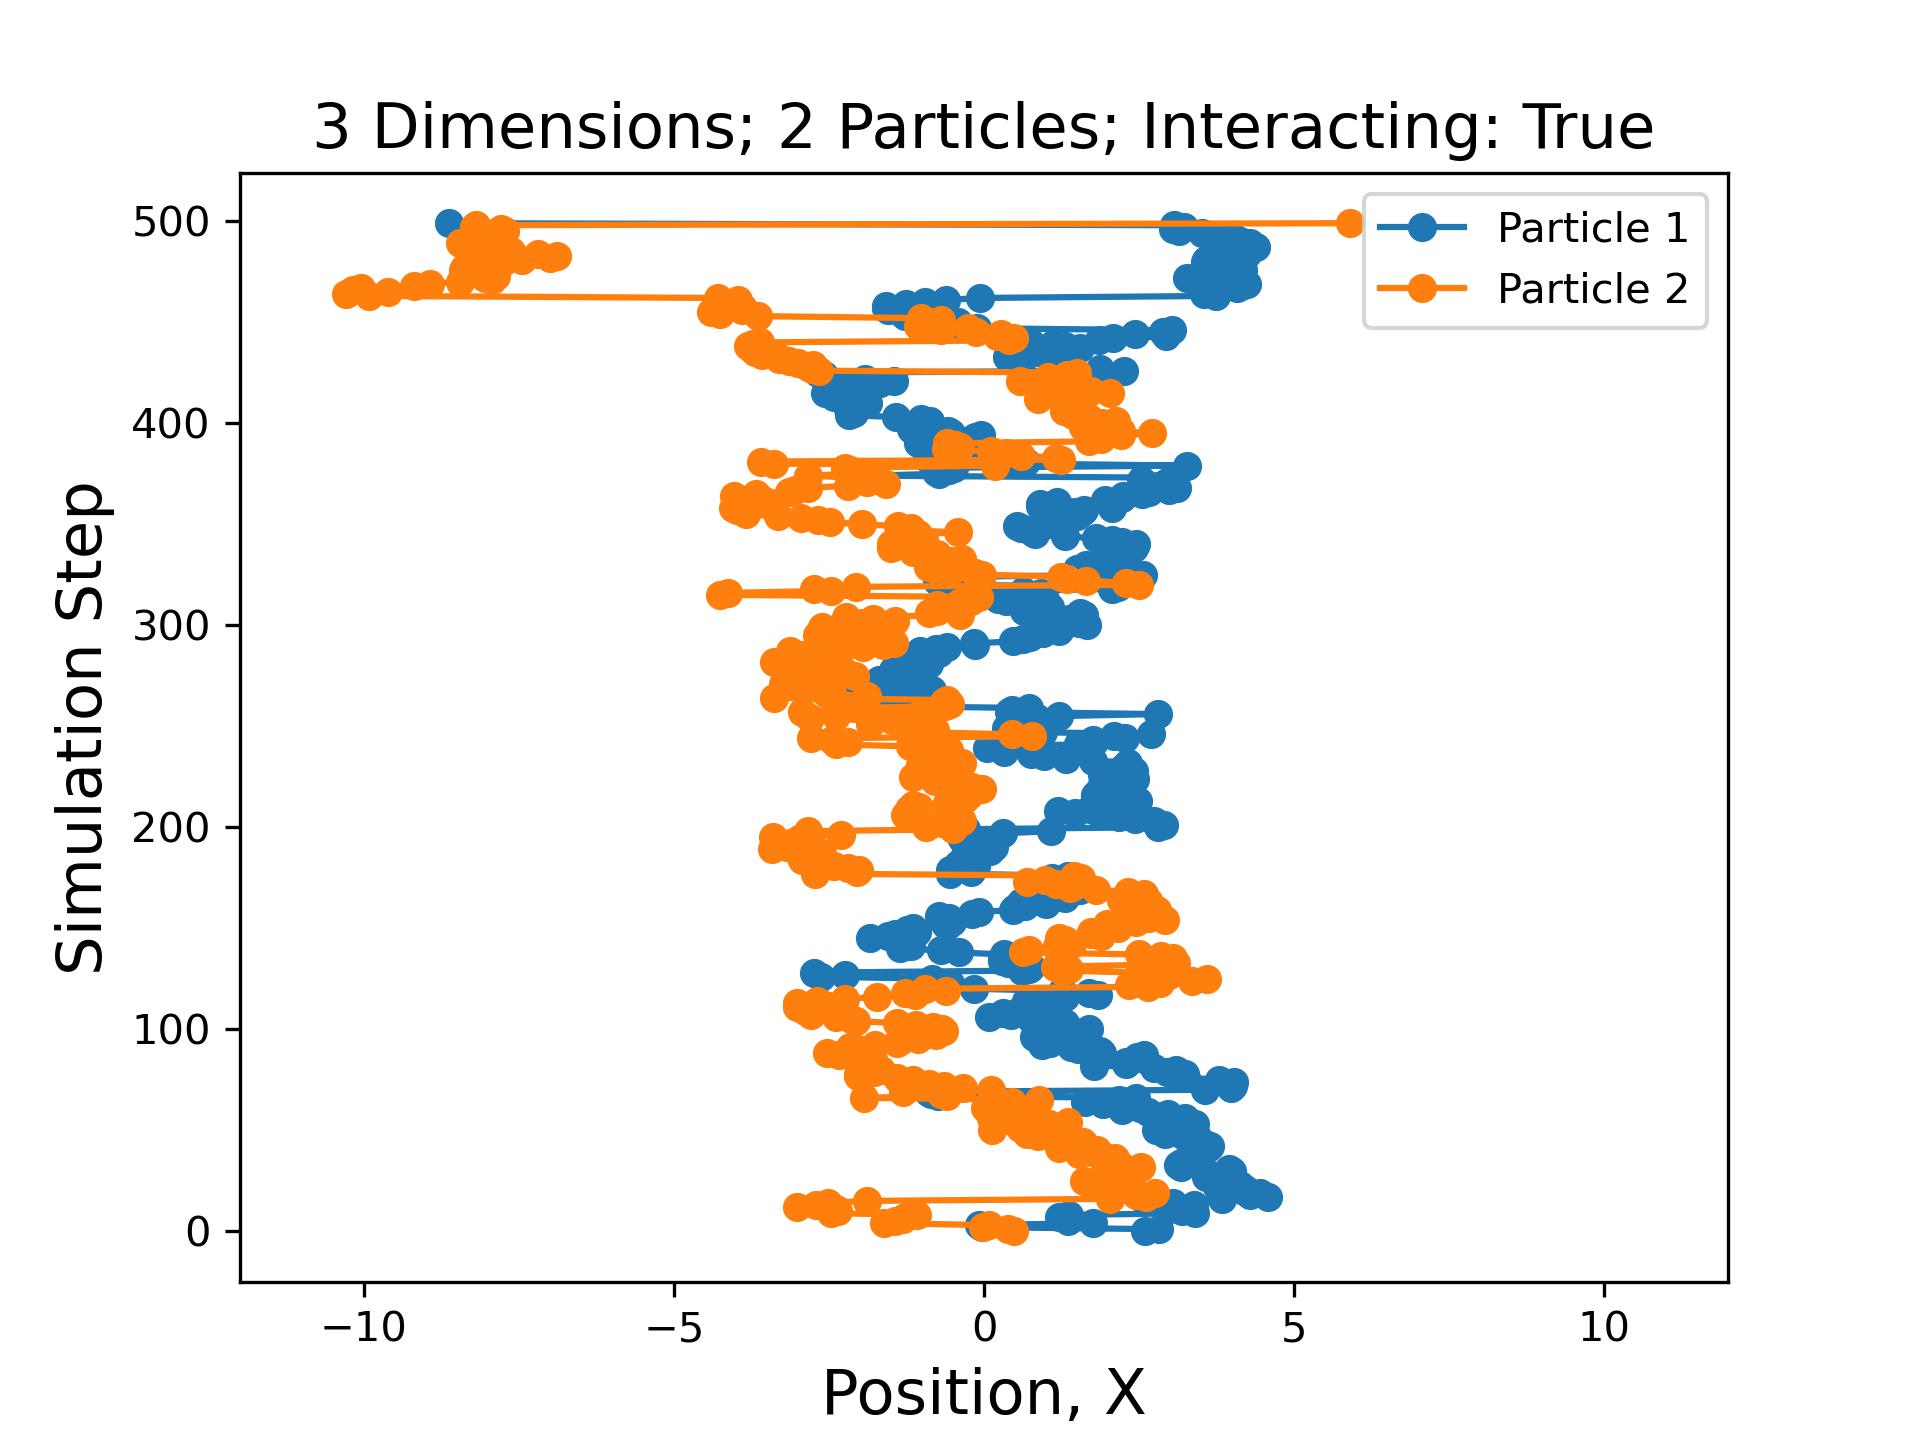 3 Dimensions; 2 Particles; Interacting: True
Particle 1
Particle 2
500
400
300
200
100
0
Simulation Step
−10
−5
0
5
10
Position, X